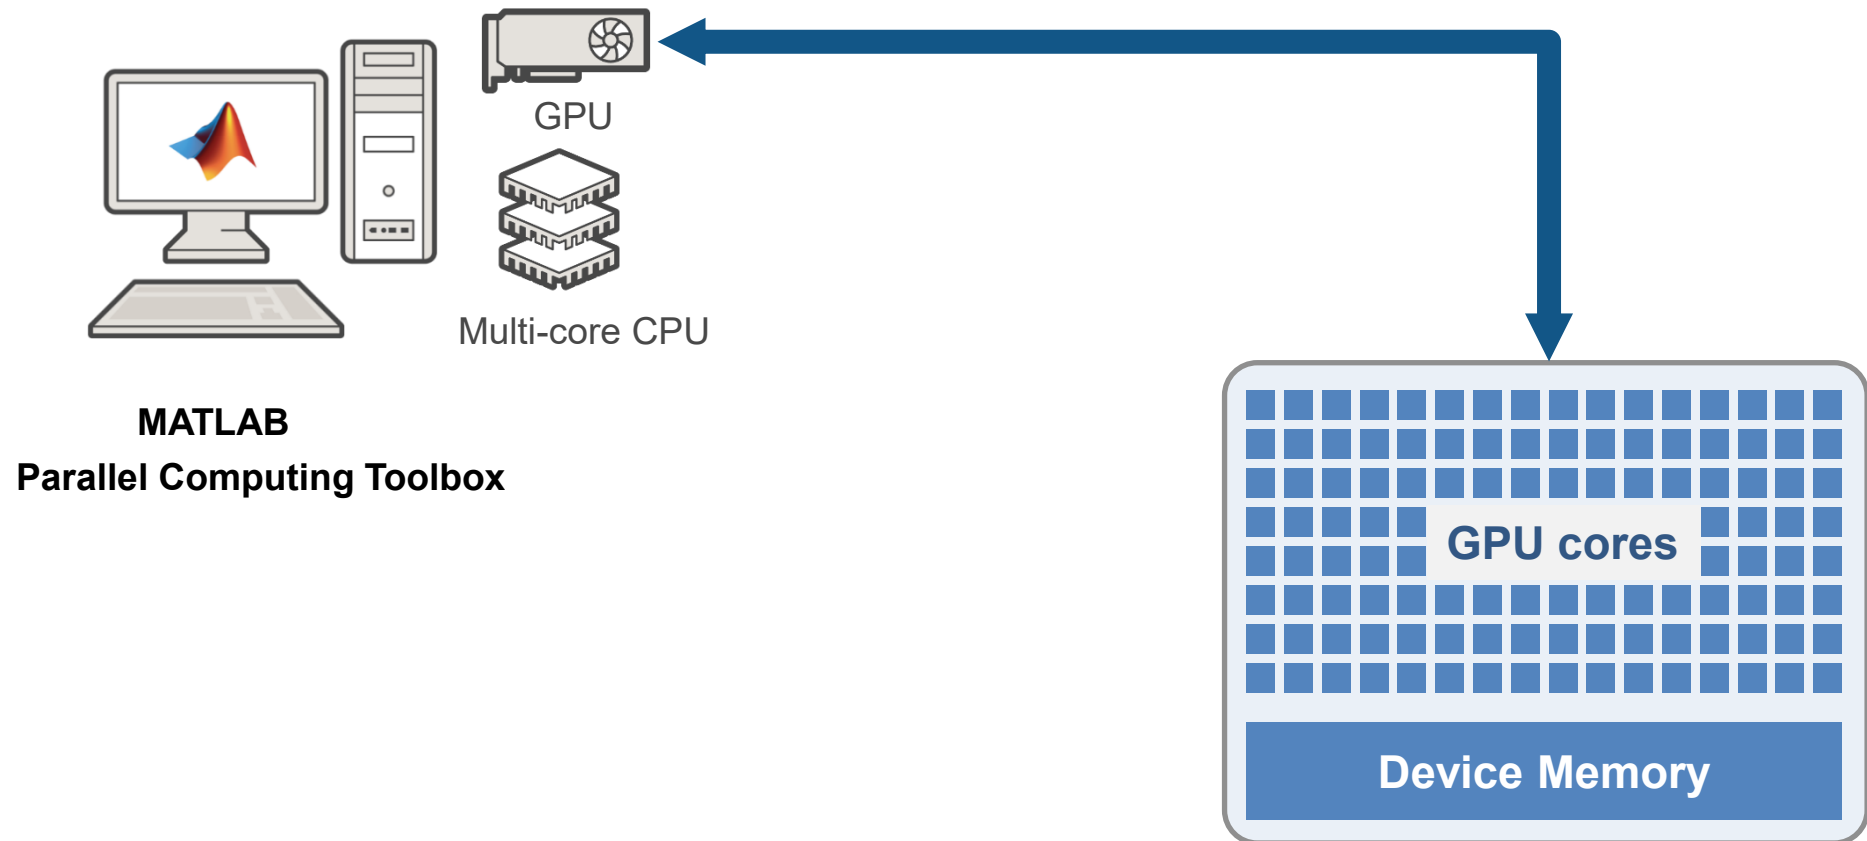 GPU
Multi-core CPU
MATLAB
Parallel Computing Toolbox
GPU cores
Device Memory